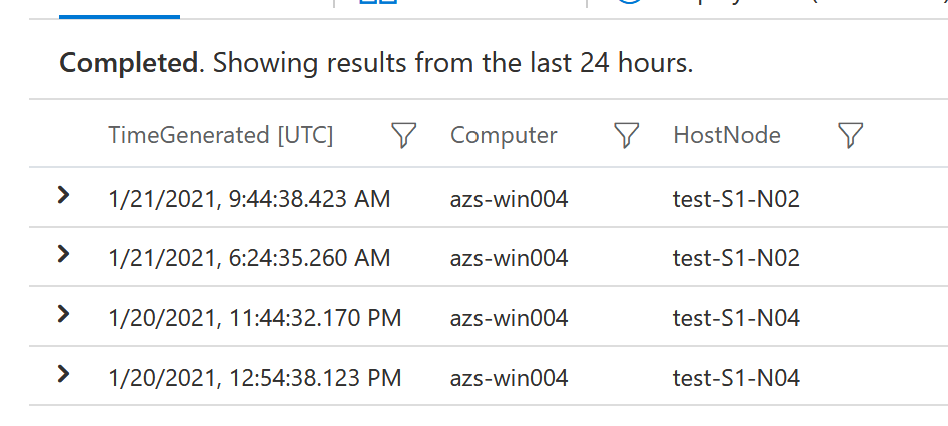 Completed. Showing results from the last 24 hours.
TimeGenerated [UTC] Computer HostNode
1/21/2021, 9:44:38.423 AM azs-win004 test-S1-N02
1/21/2021, 6:24:35.260 AM azs-win004 test-S1-N02
1/20/2021, 11:44:32.170 PM azs-win004 test-S1-N04
1/20/2021, 12:54:38.123 PM azs-win004 test-S1-N04